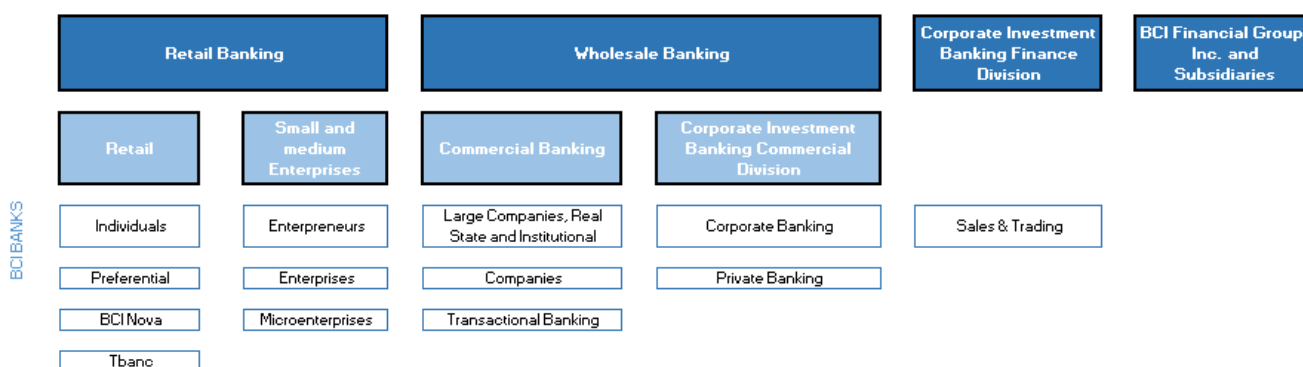 Retail Banking
Wholesale Banking
Corporate Investment
Banking Finance
Division
BCI Financial Group
Inc. and
Subsidiaries
Retail
Small and
medium
Enterprises
Commercial Banking
Corporate Investment
Banking Commercial
Division
BCI BANKS
Individuals
Enterpreneurs
Large Companies, Real
State and Institutional
Corporate Banking
Sales & Trading
Preferential
Enterprises
Companies
Private Banking
BCI Nova
Microenterprises
Transactional Banking
Tbanc